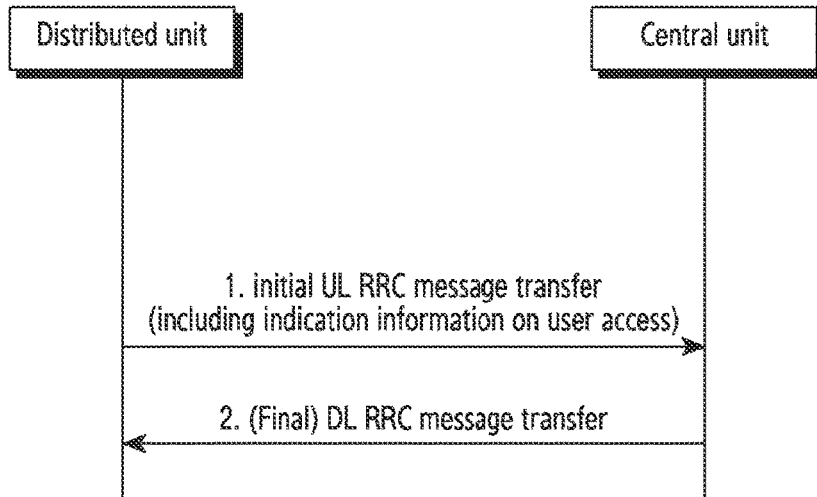 Distributed unit
Central unit
1. initial UL RRC message transfer
(including indication information on user access)
2. (Final) DL RRC message transfer